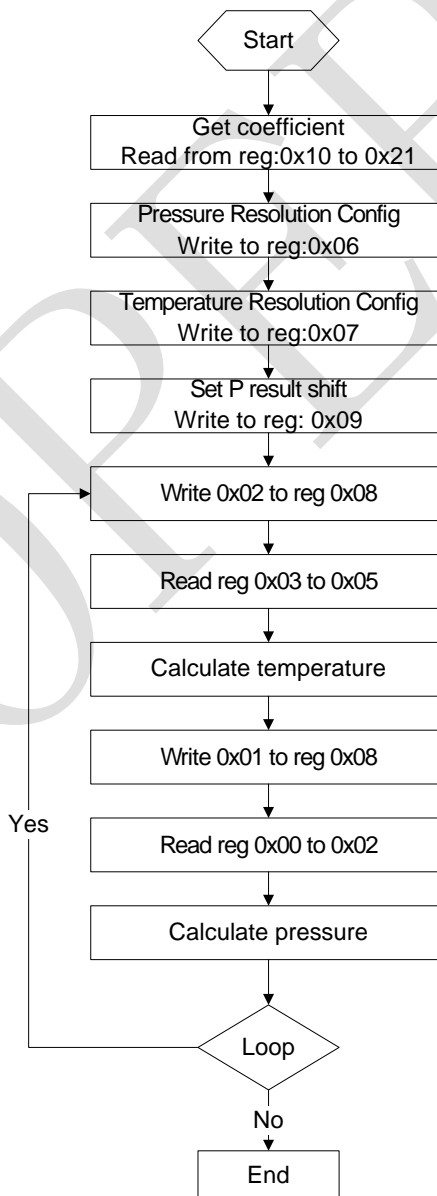 Start
Get coefficient
Read from reg:0x10 to 0x21
Pressure Resolution Config
Write to reg:0x06
Temperature Resolution Config
Write to reg:0x07
Set P result shift
Write to reg: 0x09
Write 0x02 to reg 0x08
Read reg 0x03 to 0x05
Calculate temperature
Write 0x01 to reg 0x08
Yes
Read reg 0x00 to 0x02
Calculate pressure
Loop
No
End